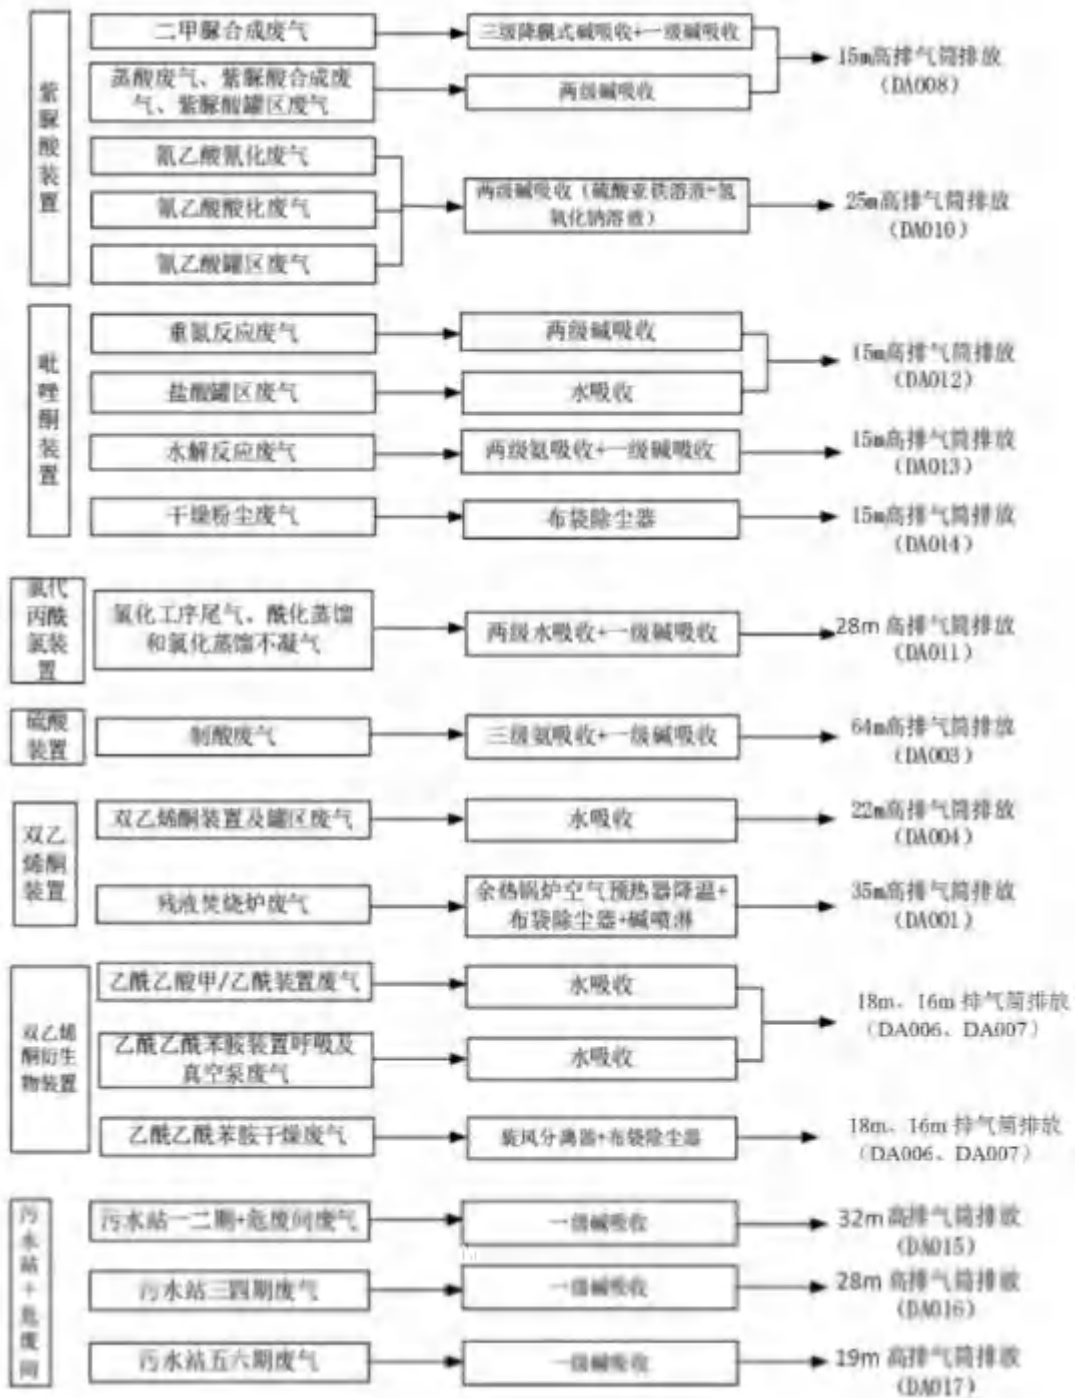 紫脲酸装置
二甲脲合成废气
三级降膜式碱吸收+一级碱吸收
15m高排气筒排放
(DA008)
蒸酸废气、紫脲酸合成废
气、紫脲酸罐区废气
两级碱吸收
氰乙酸氰化废气
氰乙酸酸化废气
氰乙酸罐区废气
两级碱吸收（硫酸亚铁溶液+氢
氧化钠溶液）
25m高排气筒排放
(DA010)
吡唑酮装置
重氮反应废气
两级碱吸收
盐酸罐区废气
水吸收
15m高排气筒排放
(DA012)
水解反应废气
两级氨吸收+一级碱吸收
15m高排气筒排放
(DA013)
干燥粉尘废气
布袋除尘器
15m高排气筒排放
(DA014)
氯代
丙酰
氯装
置
氯化工序尾气、酰化蒸馏
和氯化蒸馏不凝气
两级水吸收+一级碱吸收
28m 高排气筒排放
(DA011)
硫酸
装置
制酸废气
三级氨吸收+一级碱吸收
64m高排气筒排放
(DA003)
双乙
烯酮
装置
双乙烯酮装置及罐区废气
水吸收
22m高排气筒排放
(DA004)
残液焚烧炉废气
余热锅炉空气预热器降温+
布袋除尘器+碱喷淋
35m高排气筒排放
(DA001)
双乙烯
酮衍生
物装置
乙酰乙酸甲/乙酰装置废气
水吸收
乙酰乙酰苯胺装置呼吸及
真空泵废气
水吸收
18m、16m 排气筒排放
（DA006、DA007）
乙酰乙酰苯胺干燥废气
旋风分离器+布袋除尘器
18m、16m 排气筒排放
（DA006、DA007）
污水站+危废间
污水站一二期+危废间废气
一级碱吸收
32m 高排气筒排放
(DA015)
污水站三四期废气
一级碱吸收
28m 高排气筒排放
(DA016)
污水站五六期废气
一级碱吸收
19m 高排气筒排放
(DA017)